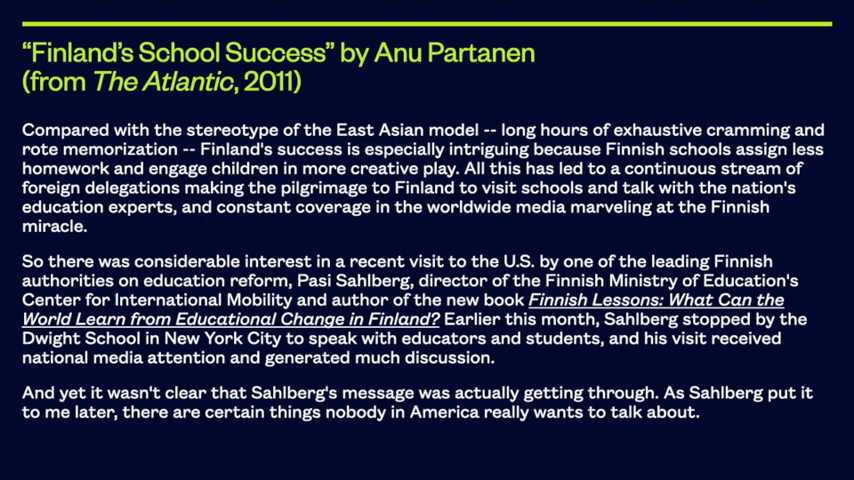 “Finland’s School Success” by Anu Partanen
(from The Atlantic, 2011)
Compared with the stereotype of the East Asian model -- long hours of exhaustive cramming and
rote memorization -- Finland's success is especially intriguing because Finnish schools assign less
homework and engage children in more creative play. All this has led to a continuous stream of
foreign delegations making the pilgrimage to Finland to visit schools and talk with the nation's
education experts, and constant coverage in the worldwide media marveling at the Finnish
miracle.
So there was considerable interest in a recent visit to the U.S. by one of the leading Finnish
authorities on education reform, Pasi Sahlberg, director of the Finnish Ministry of Education's
Center for International Mobility and author of the new book Finnish Lessons: What Can the
World Learn from Educational Change in Finland? Earlier this month, Sahlberg stopped by the
Dwight School in New York City to speak with educators and students, and his visit received
national media attention and generated much discussion.
And yet it wasn't clear that Sahlberg's message was actually getting through. As Sahlberg put it
to me later, there are certain things nobody in America really wants to talk about.